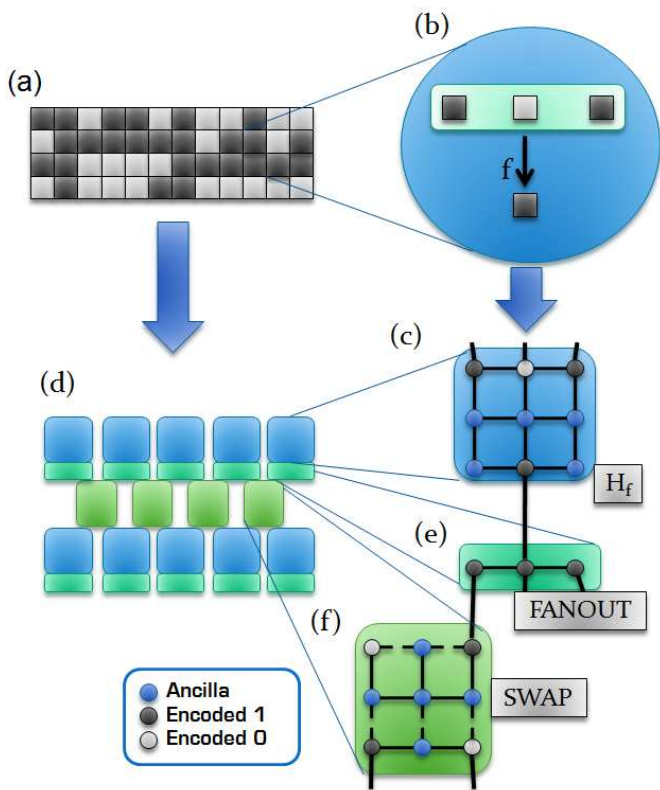 (a)
(b)
f
(c)
H_f
(d)
(e)
FANOUT
(f)
SWAP
Ancilla
Encoded 1
Encoded 0